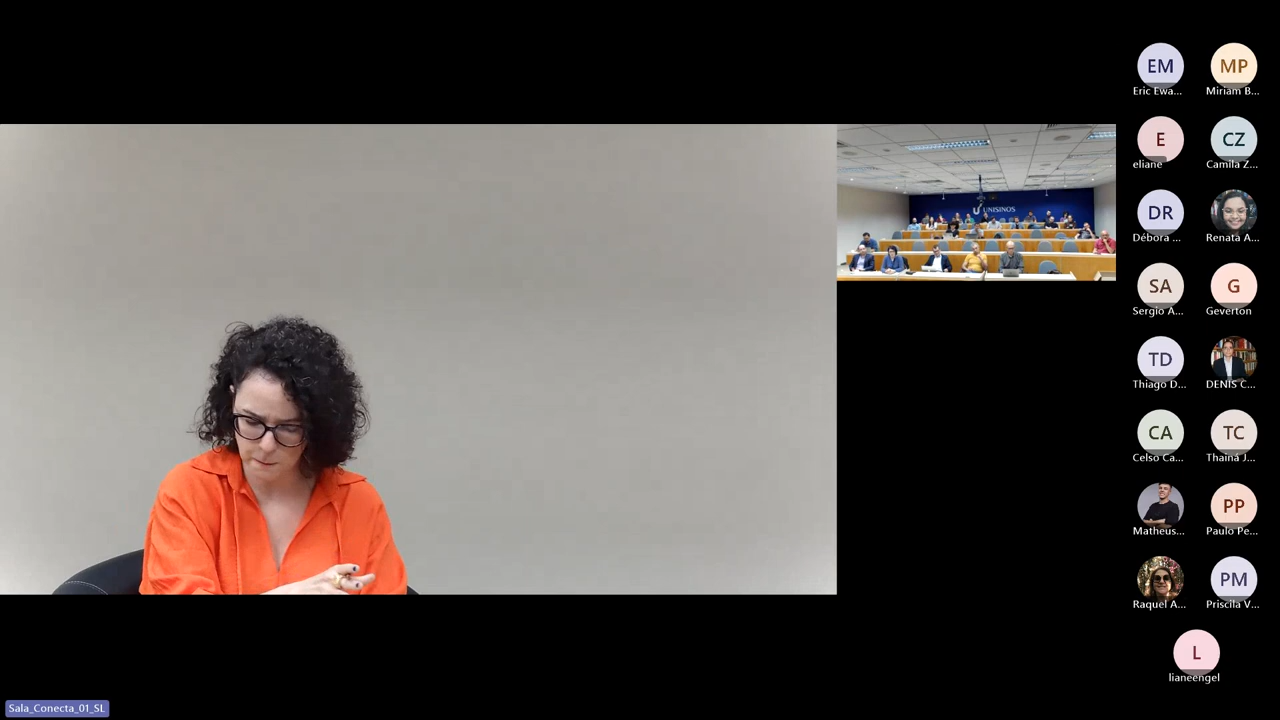 EM
MP
Eric Ewa...
Miriam B...
E
CZ
eliane
Camila Z...
DR
Débora ...
Renata A...
SA
G
Sergio A...
Geverton
TD
Thiago D...
DENIS C...
CA
TC
Celso Ca...
Thainá J...
PP
Matheus...
Paulo Pe...
PM
Raquel A...
Priscila V...
L
lianeengel
UNISINOS
Sala_Conecta_01_SL